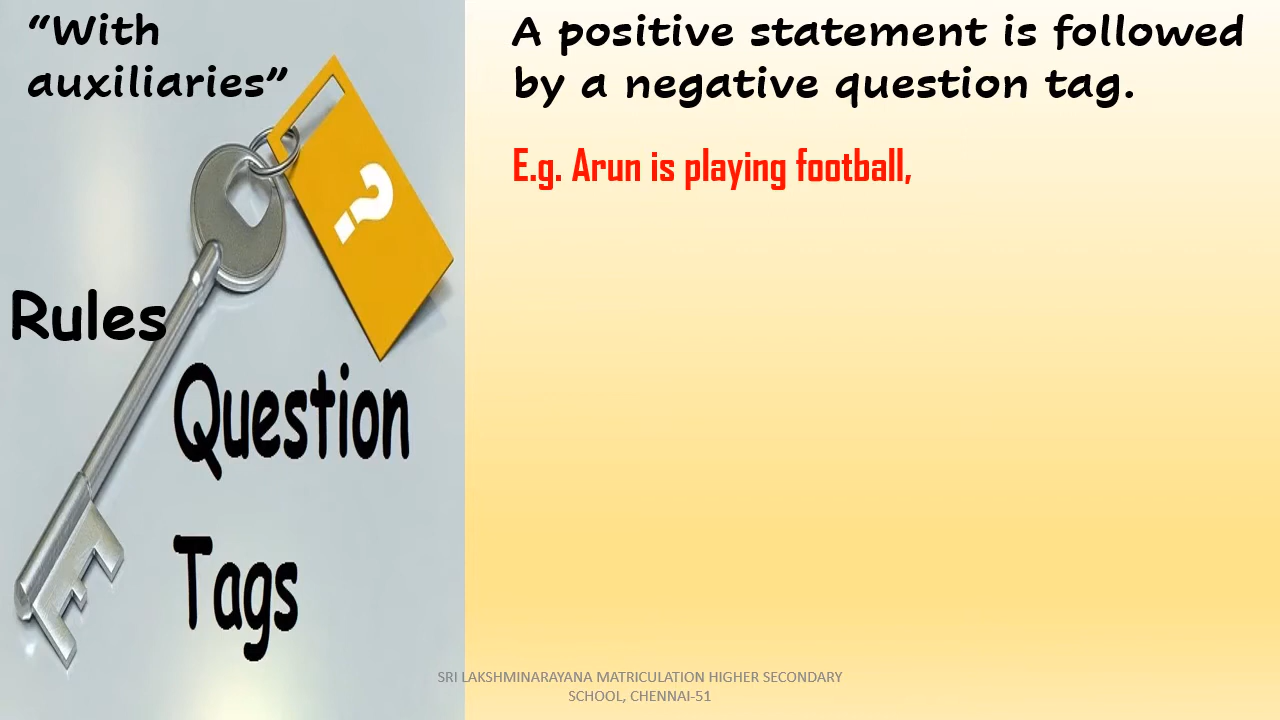 “With
auxiliaries”
?
Rules
Question
Tags
A positive statement is followed
by a negative question tag.
E.g. Arun is playing football,
SRI LAKSHMINARAYANA MATRICULATION HIGHER SECONDARY
SCHOOL, CHENNAI-51